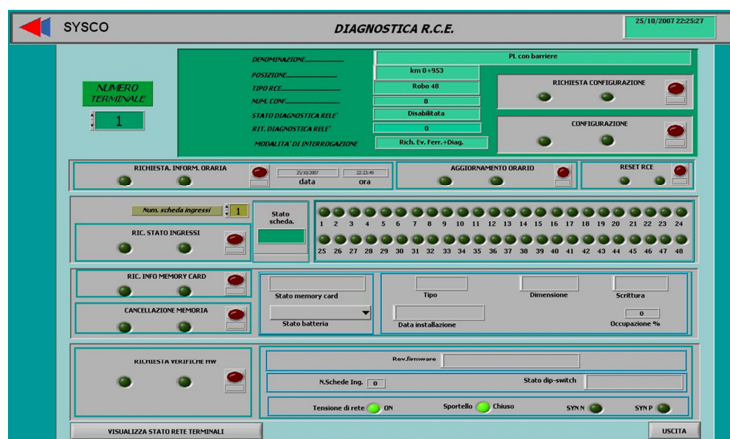 SYSCO
DIAGNOSTICA R.C.E.
25/10/2007 22:25:27
NUMERO TERMINALE
1
DENOMINAZIONE
PL con barriere
POSIZIONE
km 0+953
TIPO RCE
Robo 48
NUM. CONF.
0
STATO DIAGNOSTICA RELE'
Disabilitata
RIT. DIAGNOSTICA RELE'
0
MODALITA' DI INTERROGAZIONE
Rich. Ev. Ferr.+Diag.
RICHIESTA CONFIGURAZIONE
CONFIGURAZIONE
RICHIESTA. INFORM. ORARIA
25/10/2007
data
ora
AGGIORNAMENTO ORARIO
RESET RCE
Num. scheda ingressi
1
RIC. STATO INGRESSI
Stato scheda.
1 2 3 4 5 6 7 8 9 10 11 12 13 14 15 16 17 18 19 20 21 22 23 24
25 26 27 28 29 30 31 32 33 34 35 36 37 38 39 40 41 42 43 44 45 46 47 48
RIC. INFO MEMORY CARD
CANCELLAZIONE MEMORIA
Stato memory card
Stato batteria
Tipo
Dimensione
Scrittura
Data installazione
0
Occupazione %
RICHIESTA VERIFICHE HW
Rev.firmware
N.Schede Ing.
0
Stato dip-switch
Tensione di rete
ON
Sportello
Chiuso
SYN N
SYN P
VISUALIZZA STATO RETE TERMINALI
USCITA